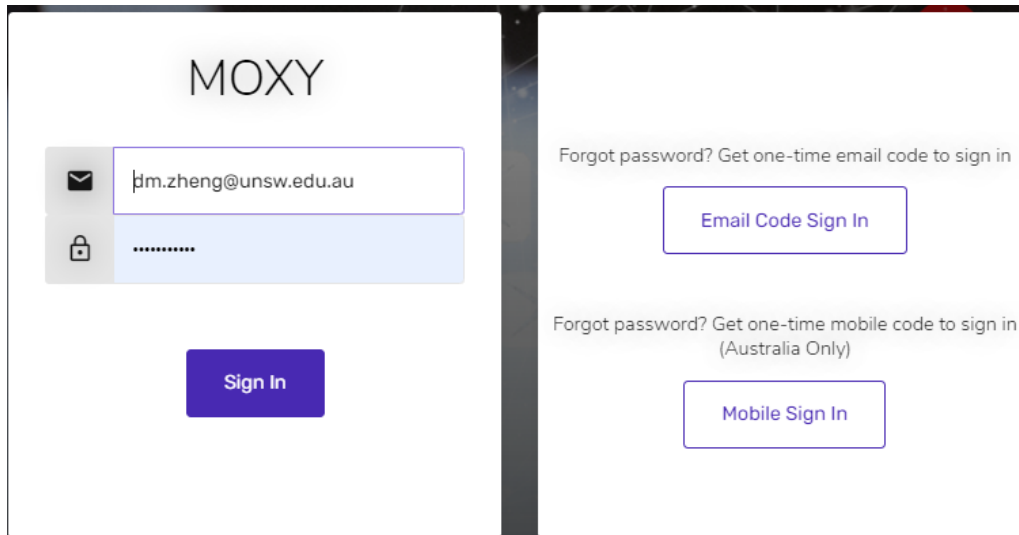 MOXY
dm.zheng@unsw.edu.au
•••••••••••
Sign In
Forgot password? Get one-time email code to sign in
Email Code Sign In
Forgot password? Get one-time mobile code to sign in
(Australia Only)
Mobile Sign In